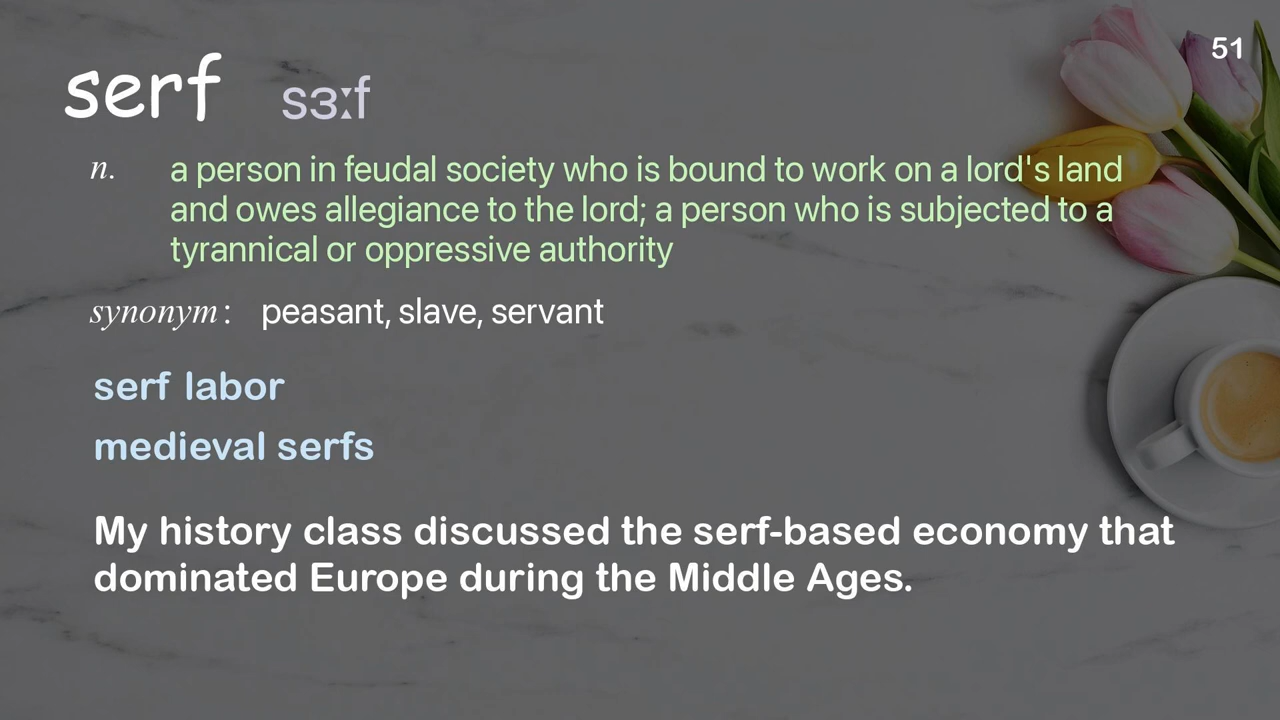 51
serf sɜːf
n. a person in feudal society who is bound to work on a lord's land
and owes allegiance to the lord; a person who is subjected to a
tyrannical or oppressive authority
synonym : peasant, slave, servant
serf labor
medieval serfs
My history class discussed the serf-based economy that
dominated Europe during the Middle Ages.